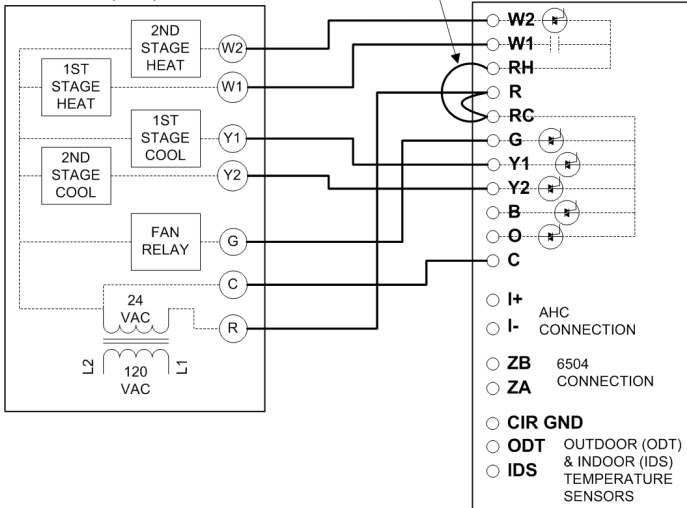 2ND
STAGE
HEAT
W2
1ST
STAGE
HEAT
W1
1ST
STAGE
COOL
Y1
2ND
STAGE
COOL
Y2
FAN
RELAY
G
C
24
VAC
R
L2
120
VAC
L1
W2
W1
RH
R
RC
G
Y1
Y2
B
O
C
I+
I-
AHC
CONNECTION
ZB
ZA
6504
CONNECTION
CIR GND
ODT
IDS
OUTDOOR (ODT)
& INDOOR (IDS)
TEMPERATURE
SENSORS